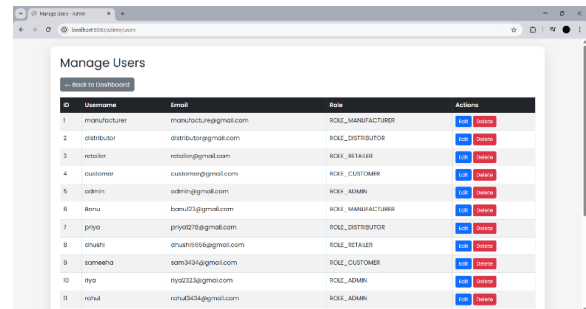 Manage Users - Admin
localhost:8080/admin/users
Manage Users
← Back to Dashboard
ID Username Email Role Actions
1 manufacturer manufacture@gmail.com ROLE_MANUFACTURER Edit Delete
2 distributor distributor@gmail.com ROLE_DISTRIBUTOR Edit Delete
3 retailer retailer@gmail.com ROLE_RETAILER Edit Delete
4 customer customer@gmail.com ROLE_CUSTOMER Edit Delete
5 admin admin@gmail.com ROLE_ADMIN Edit Delete
6 Banu banu123@gmail.com ROLE_MANUFACTURER Edit Delete
7 priya priya1278@gmail.com ROLE_DISTRIBUTOR Edit Delete
8 dhushi dhushi5656@gmail.com ROLE_RETAILER Edit Delete
9 sameeha sam3434@gmail.com ROLE_CUSTOMER Edit Delete
10 riya riya2323@gmail.com ROLE_ADMIN Edit Delete
11 rahul rahul3434@gmail.com ROLE_ADMIN Edit Delete